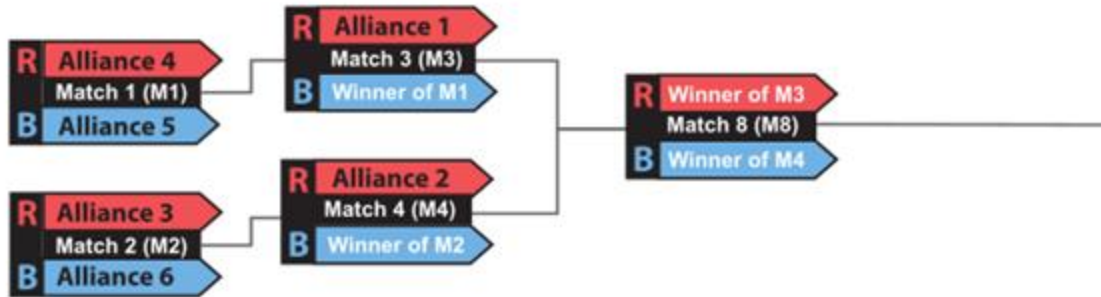 R Alliance 4
Match 1 (M1)
B Alliance 5
R Alliance 3
Match 2 (M2)
B Alliance 6
R Alliance 1
Match 3 (M3)
B Winner of M1
R Alliance 2
Match 4 (M4)
B Winner of M2
R Winner of M3
Match 8 (M8)
B Winner of M4